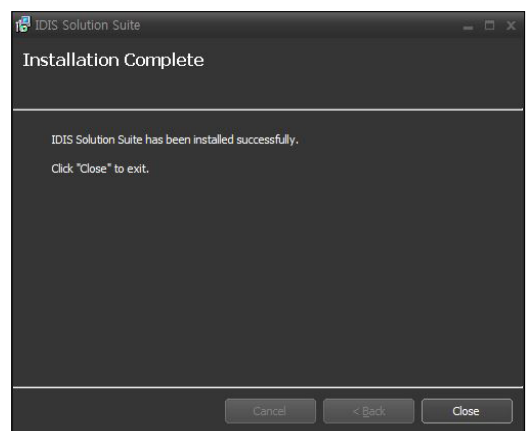 IDIS Solution Suite
Installation Complete
IDIS Solution Suite has been installed successfully.
Click "Close" to exit.
Cancel
< Back
Close